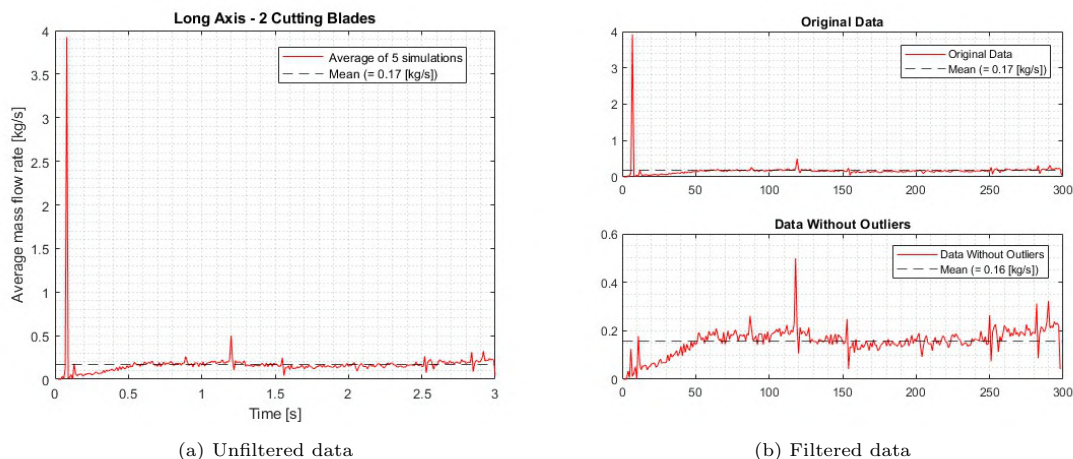 Long Axis - 2 Cutting Blades
4
3.5
3
2.5
2
1.5
1
0.5
0
Average mass flow rate [kg/s]
Average of 5 simulations
Mean (= 0.17 [kg/s])
0 0.5 1 1.5 2 2.5 3
Time [s]
(a) Unfiltered data
Original Data
4
3
2
1
0
Original Data
Mean (= 0.17 [kg/s])
0 50 100 150 200 250 300
Data Without Outliers
0.6
0.4
0.2
0
Data Without Outliers
Mean (= 0.16 [kg/s])
0 50 100 150 200 250 300
(b) Filtered data